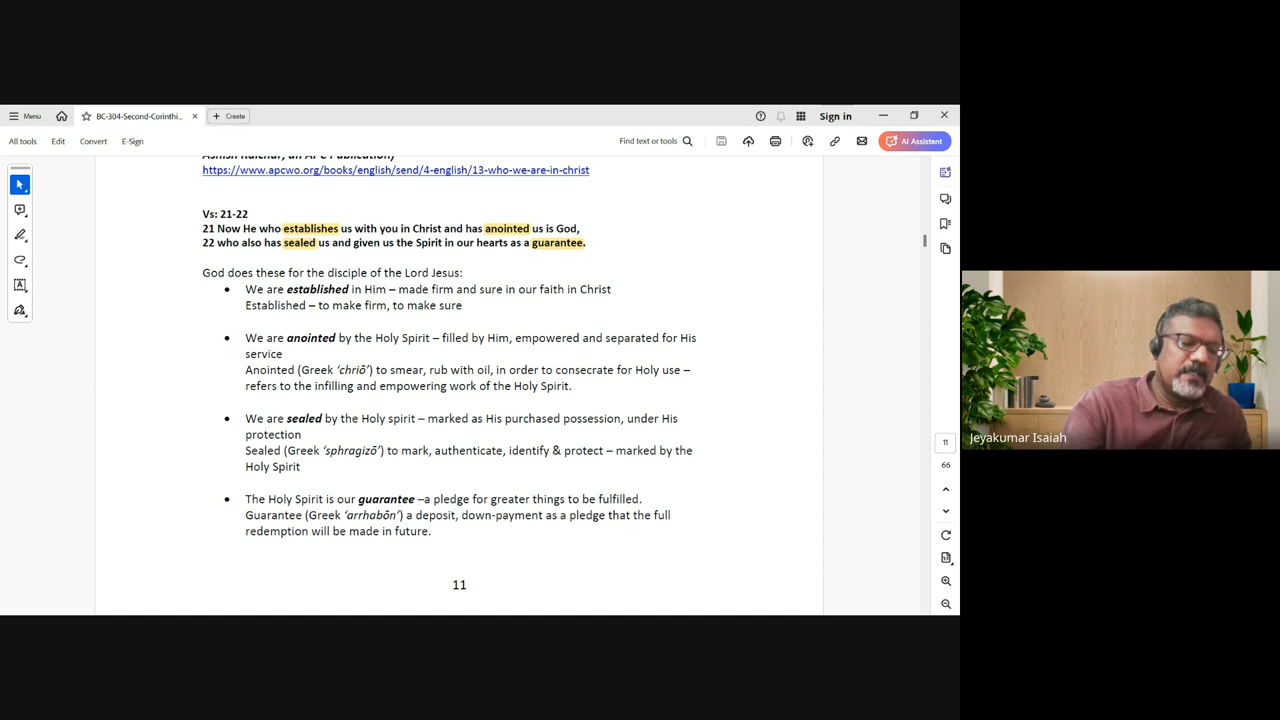 Menu
BC-304-Second-Corinthi...
Create
Sign in
All tools
Edit
Convert
E-Sign
Find text or tools
AI Assistant
https://www.apcwo.org/books/english/send/4-english/13-who-we-are-in-christ
Vs: 21-22
21 Now He who establishes us with you in Christ and has anointed us is God,
22 who also has sealed us and given us the Spirit in our hearts as a guarantee.
God does these for the disciple of the Lord Jesus:
• We are established in Him – made firm and sure in our faith in Christ
Established – to make firm, to make sure
• We are anointed by the Holy Spirit – filled by Him, empowered and separated for His
service
Anointed (Greek ‘chriō’) to smear, rub with oil, in order to consecrate for Holy use –
refers to the infilling and empowering work of the Holy Spirit.
• We are sealed by the Holy spirit – marked as His purchased possession, under His
protection
Sealed (Greek ‘sphragizō’) to mark, authenticate, identify & protect – marked by the
Holy Spirit
• The Holy Spirit is our guarantee –a pledge for greater things to be fulfilled.
Guarantee (Greek ‘arrhabōn’) a deposit, down-payment as a pledge that the full
redemption will be made in future.
11
11
66
Jeyakumar Isaiah